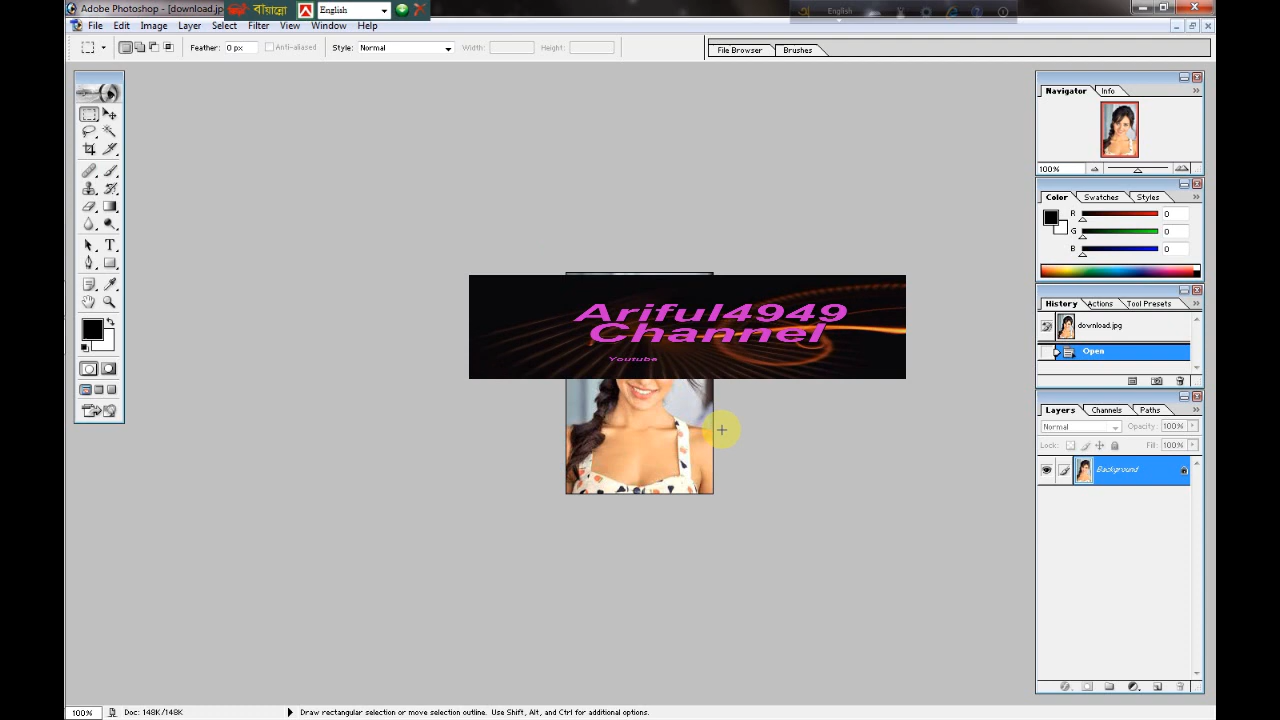 Adobe Photoshop - [download.jp
বায়ান্নো
English
English
File Edit Image Layer Select Filter View Window Help
Feather: 0 px Anti-aliased Style: Normal Width: Height:
File Browser Brushes
Navigator Info
100%
Color Swatches Styles
R 0
G 0
B 0
History Actions Tool Presets
download.jpg
Open
Layers Channels Paths
Normal Opacity: 100%
Lock: Fill: 100%
Background
Ariful4949
Channel
Youtube
100% Doc: 148K/148K Draw rectangular selection or move selection outline. Use Shift, Alt, and Ctrl for additional options.